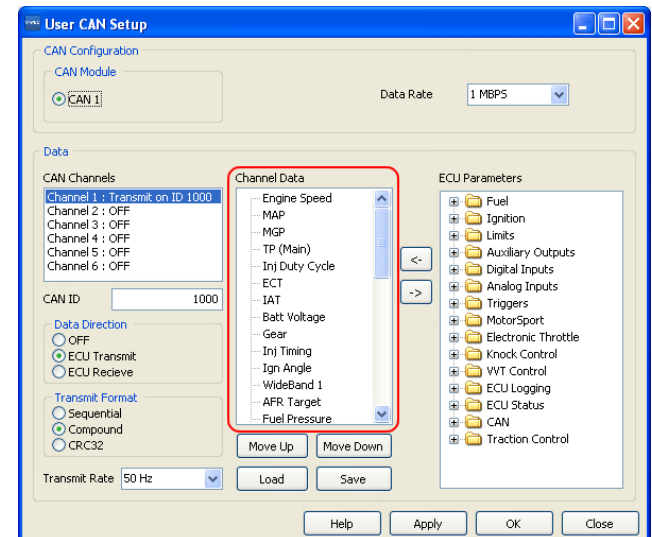 User CAN Setup
CAN Configuration
CAN Module
CAN 1
Data Rate
1 MBPS
Data
CAN Channels
Channel 1 : Transmit on ID 1000
Channel 2 : OFF
Channel 3 : OFF
Channel 4 : OFF
Channel 5 : OFF
Channel 6 : OFF
CAN ID
1000
Data Direction
OFF
ECU Transmit
ECU Recieve
Transmit Format
Sequential
Compound
CRC32
Transmit Rate
50 Hz
Channel Data
Engine Speed
MAP
MGP
TP (Main)
Inj Duty Cycle
ECT
IAT
Batt Voltage
Gear
Inj Timing
Ign Angle
WideBand 1
AFR Target
Fuel Pressure
Move Up
Move Down
Load
Save
<-
->
ECU Parameters
Fuel
Ignition
Limits
Auxiliary Outputs
Digital Inputs
Analog Inputs
Triggers
MotorSport
Electronic Throttle
Knock Control
VVT Control
ECU Logging
ECU Status
CAN
Traction Control
Help
Apply
OK
Close